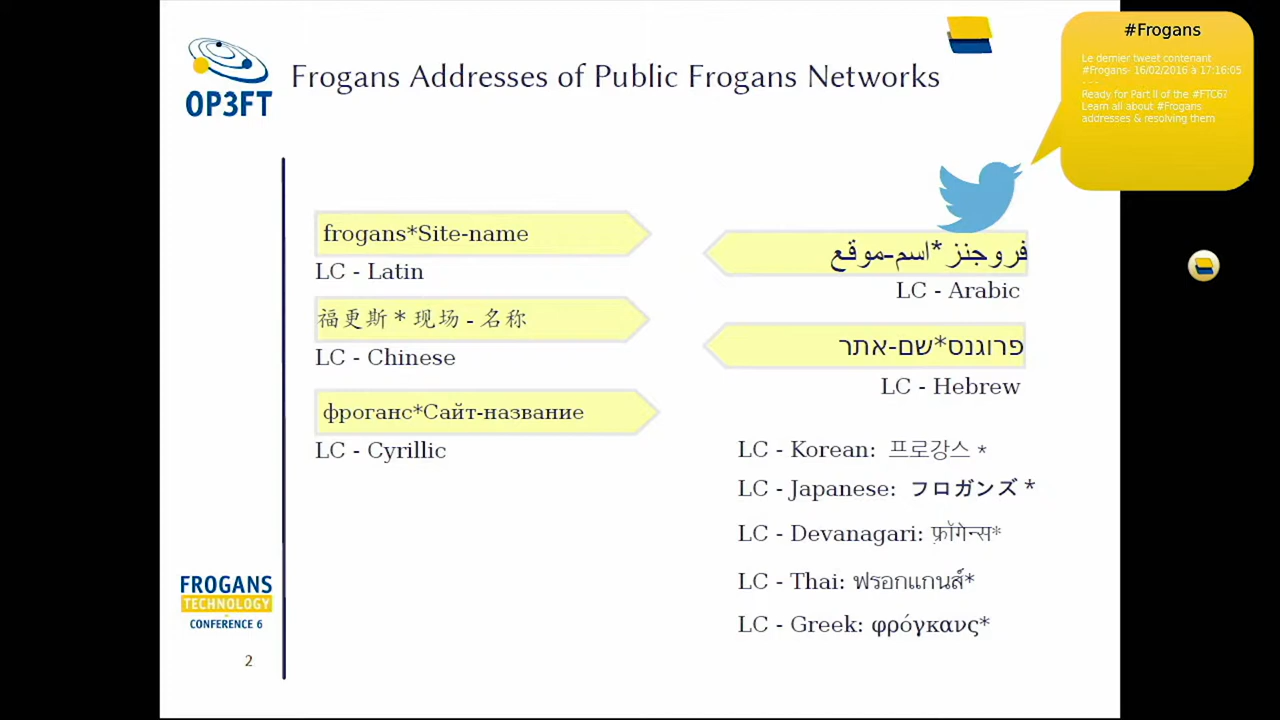 OP3FT
Frogans Addresses of Public Frogans Networks
#Frogans
Le dernier tweet contenant
#Frogans- 16/02/2016 à 17:16:05
---
Ready for Part II of the #FTC6?
Learn all about #Frogans
addresses & resolving them
frogans*Site-name
LC - Latin
福更斯 * 现场 - 名称
LC - Chinese
фроганс*Сайт-название
LC - Cyrillic
فروجنز*اسم-موقع
LC - Arabic
פרוגנס*שם-אתר
LC - Hebrew
LC - Korean: 프로강스 *
LC - Japanese: フロガンズ *
LC - Devanagari: फ़्रॉगेन्स*
LC - Thai: ฟรอกแกนส์*
LC - Greek: φρόγκανς*
FROGANS
TECHNOLOGY
CONFERENCE 6
2